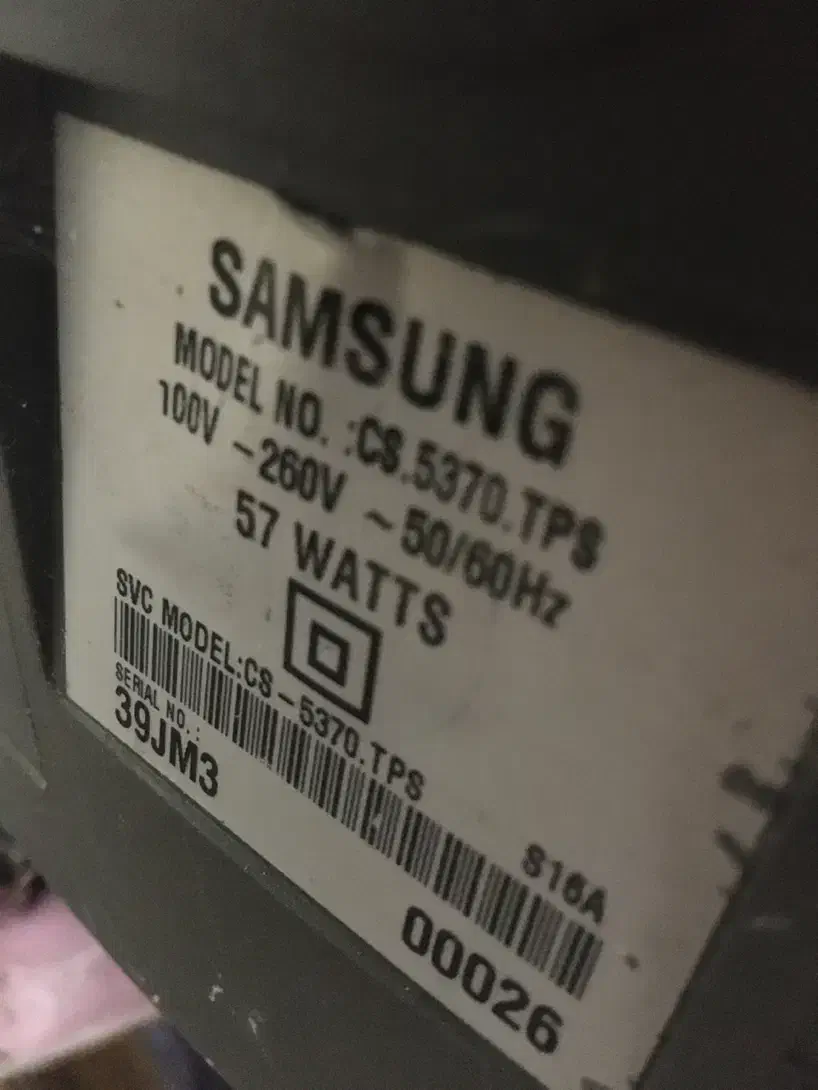 SAMSUNG
MODEL NO. :CS.5370.TPS
100V ~260V ~ 50/60Hz
57 WATTS
SVC MODEL:CS-5370.TPS
S16A
SERIAL NO.:
39JM3 00026